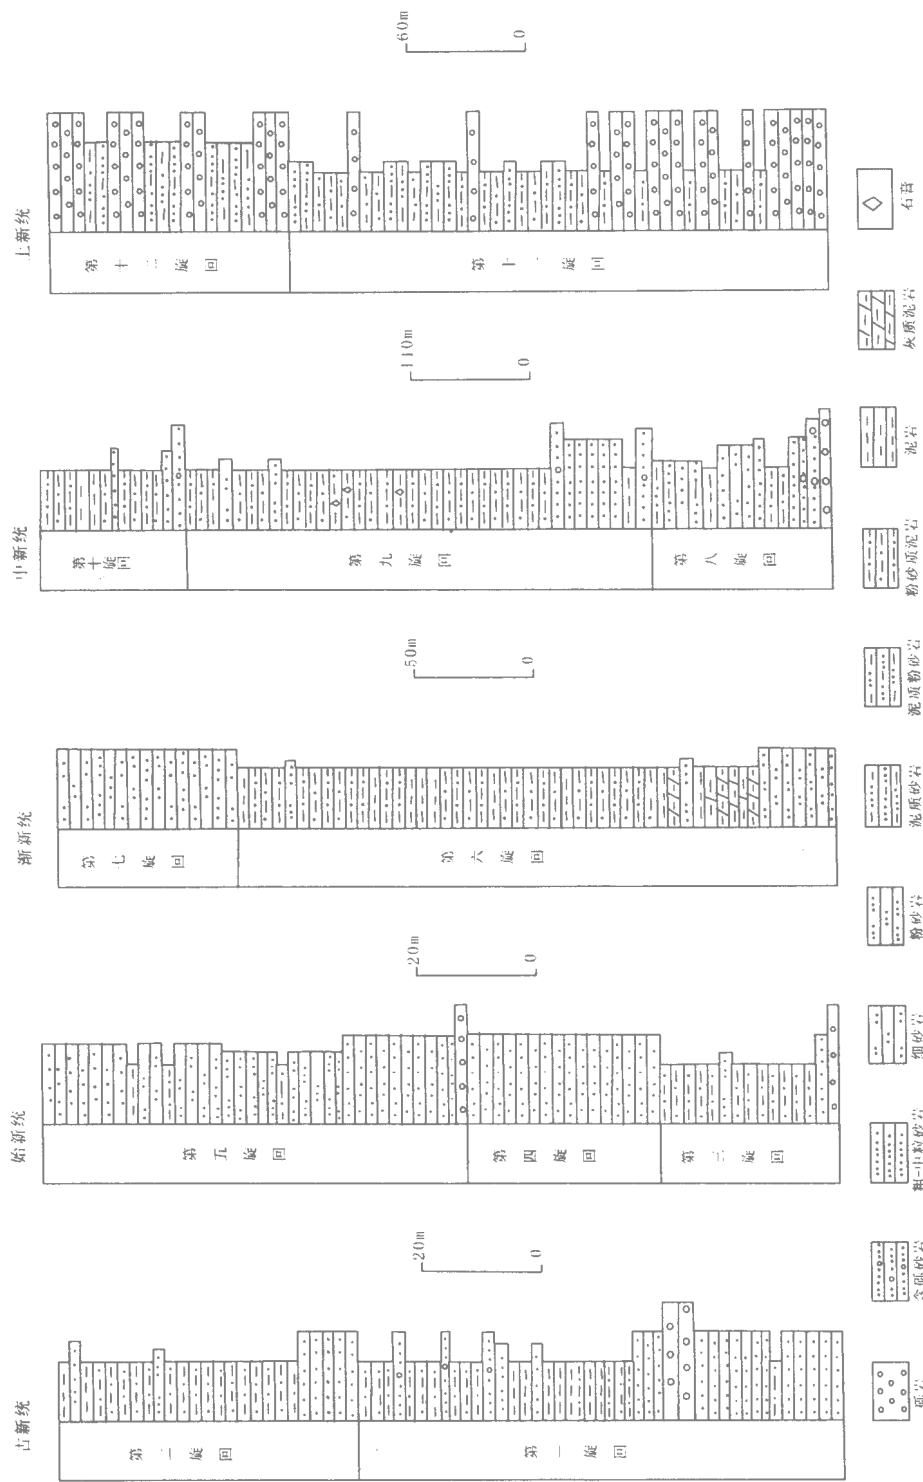 古新统
第二旋回
第一旋回
20m
0
始新统
第五旋回
第四旋回
第三旋回
20m
0
渐新统
第七旋回
第六旋回
50m
0
中新统
第十旋回
第九旋回
第八旋回
110m
0
上新统
第十二旋回
第十一旋回
60m
0
砾岩
含砾砂岩
粗-中粒砂岩
细砂岩
粉砂岩
泥质砂岩
泥质粉砂岩
粉砂质泥岩
泥岩
灰质泥岩
石膏